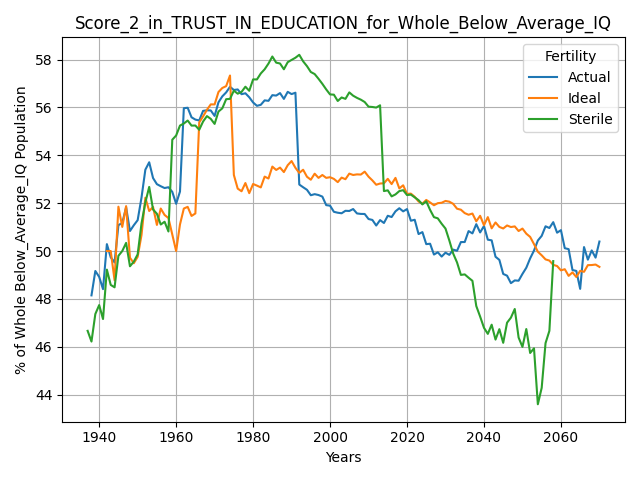 Score_2_in_TRUST_IN_EDUCATION_for_Whole_Below_Average_IQ
% of Whole Below_Average_IQ Population
58
56
54
52
50
48
46
44
Fertility
Actual
Ideal
Sterile
1940
1960
1980
2000
2020
2040
2060
Years